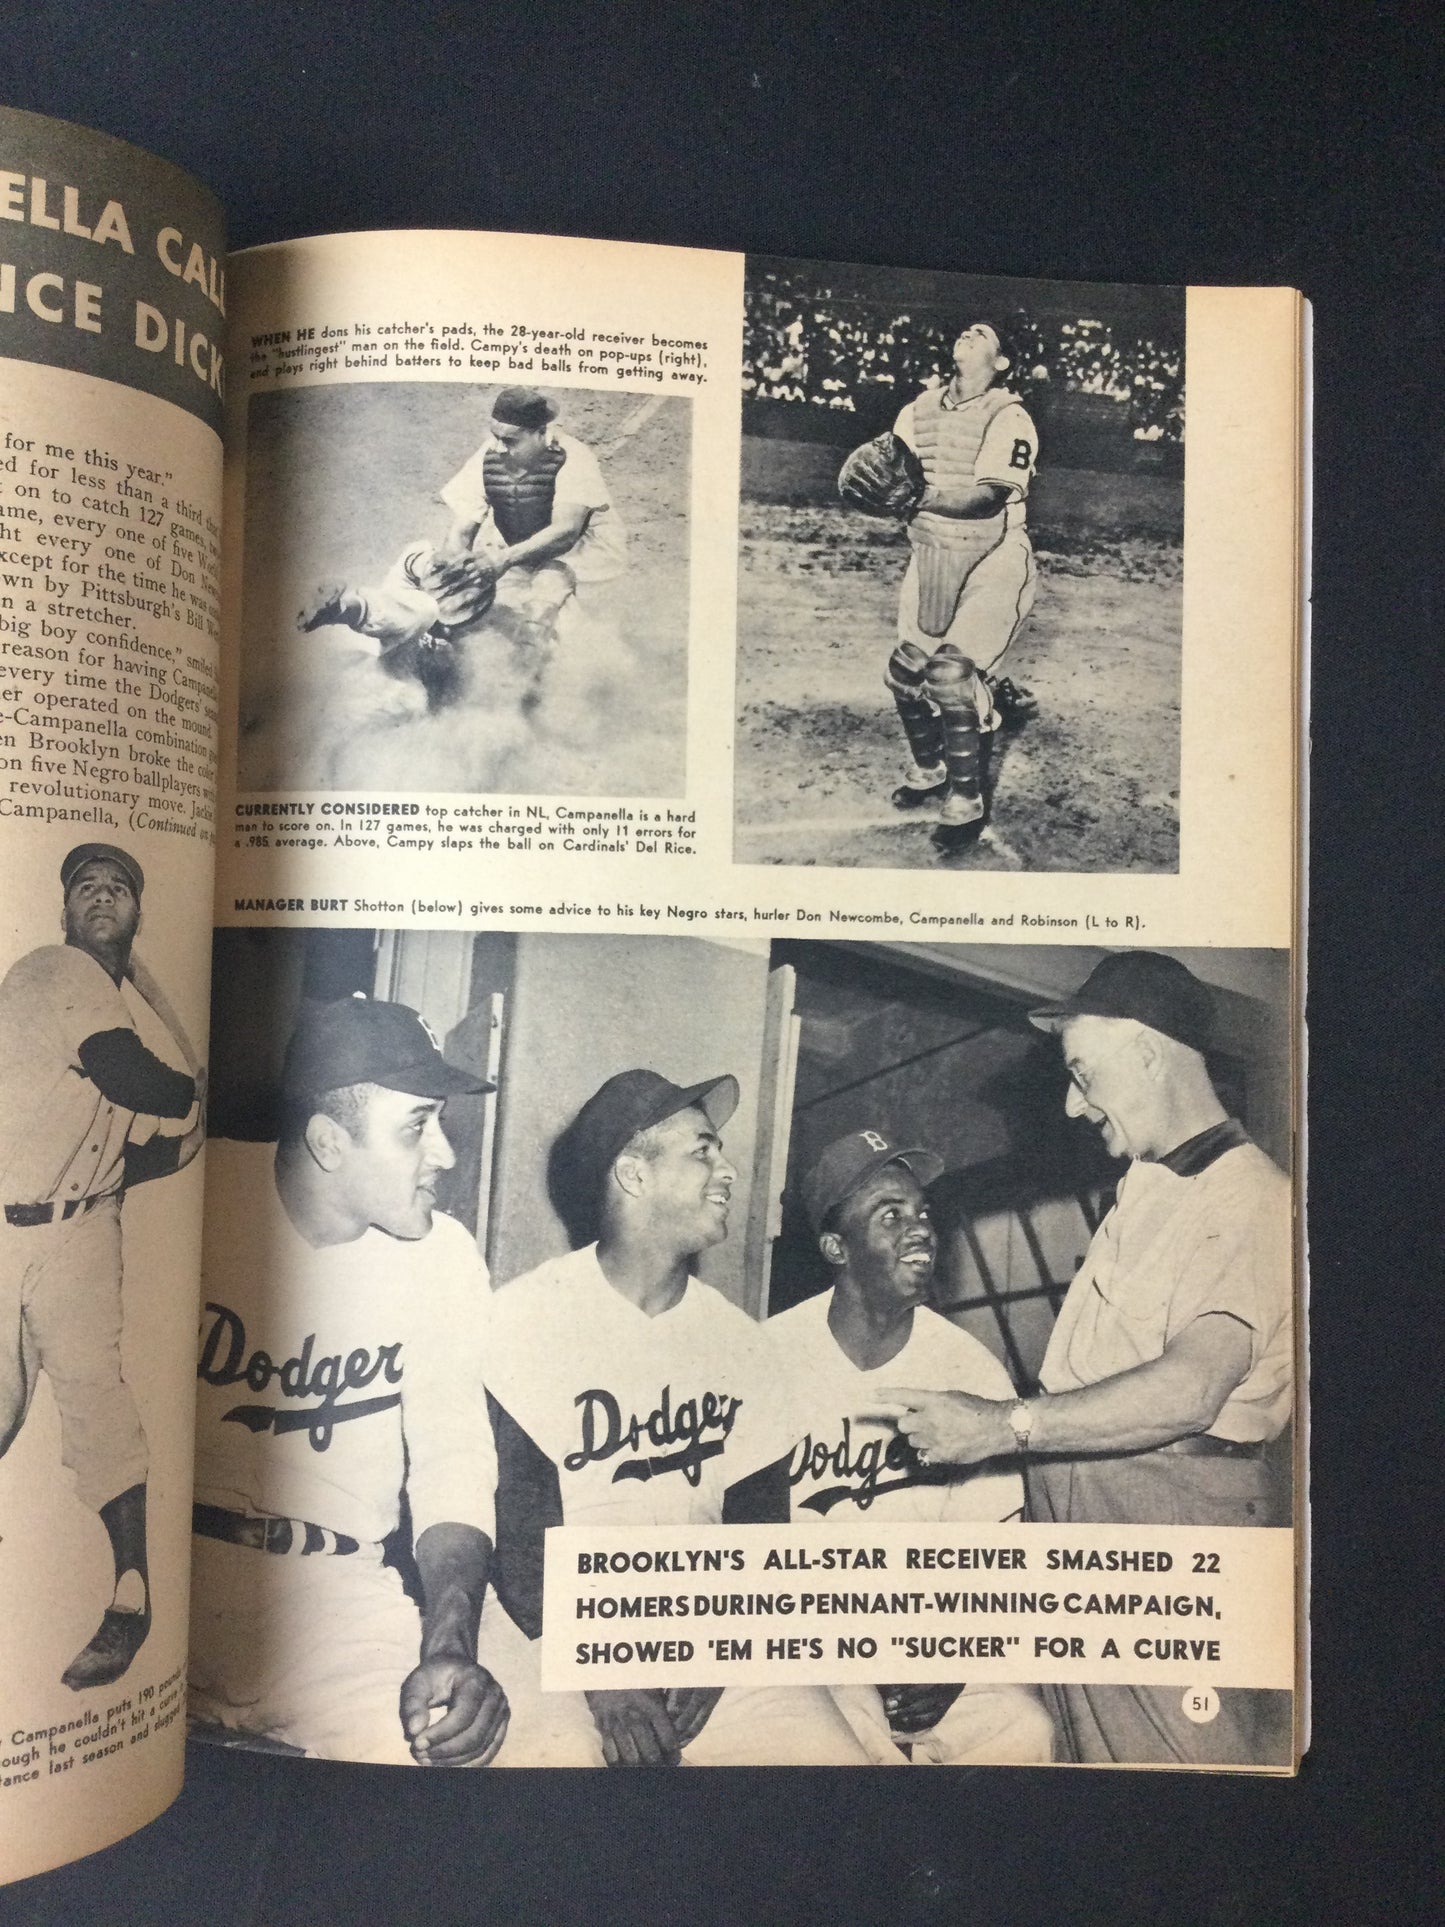 ELLA CAL
ICE DICK
for me this year."
ed for less than a third
on to catch 127 games,
ame, every one of five
ht every one of Don
xcept for the time he was
wn by Pittsburgh's Bill
n a stretcher.
big boy confidence," smiled
reason for having
every time the Dodgers'
er operated on the mound.
e-Campanella combination
en Brooklyn broke the
on five Negro ballplayers
revolutionary move.
Campanella, (Continued on
Campanella puts 190 pounds
ough he couldn't hit a curve
tance last season and slugged
WHEN HE dons his catcher's pads, the 28-year-old receiver becomes
the "hustlingest" man on the field. Campy's death on pop-ups (right),
and plays right behind batters to keep bad balls from getting away.
B
CURRENTLY CONSIDERED top catcher in NL, Campanella is a hard
man to score on. In 127 games, he was charged with only 11 errors for
a .985 average. Above, Campy slaps the ball on Cardinals' Del Rice.
MANAGER BURT Shotton (below) gives some advice to his key Negro stars, hurler Don Newcombe, Campanella and Robinson (L to R).
B
Dodger
Dodgers
Dodge
BROOKLYN'S ALL-STAR RECEIVER SMASHED 22
HOMERS DURING PENNANT-WINNING CAMPAIGN,
SHOWED 'EM HE'S NO "SUCKER" FOR A CURVE
51